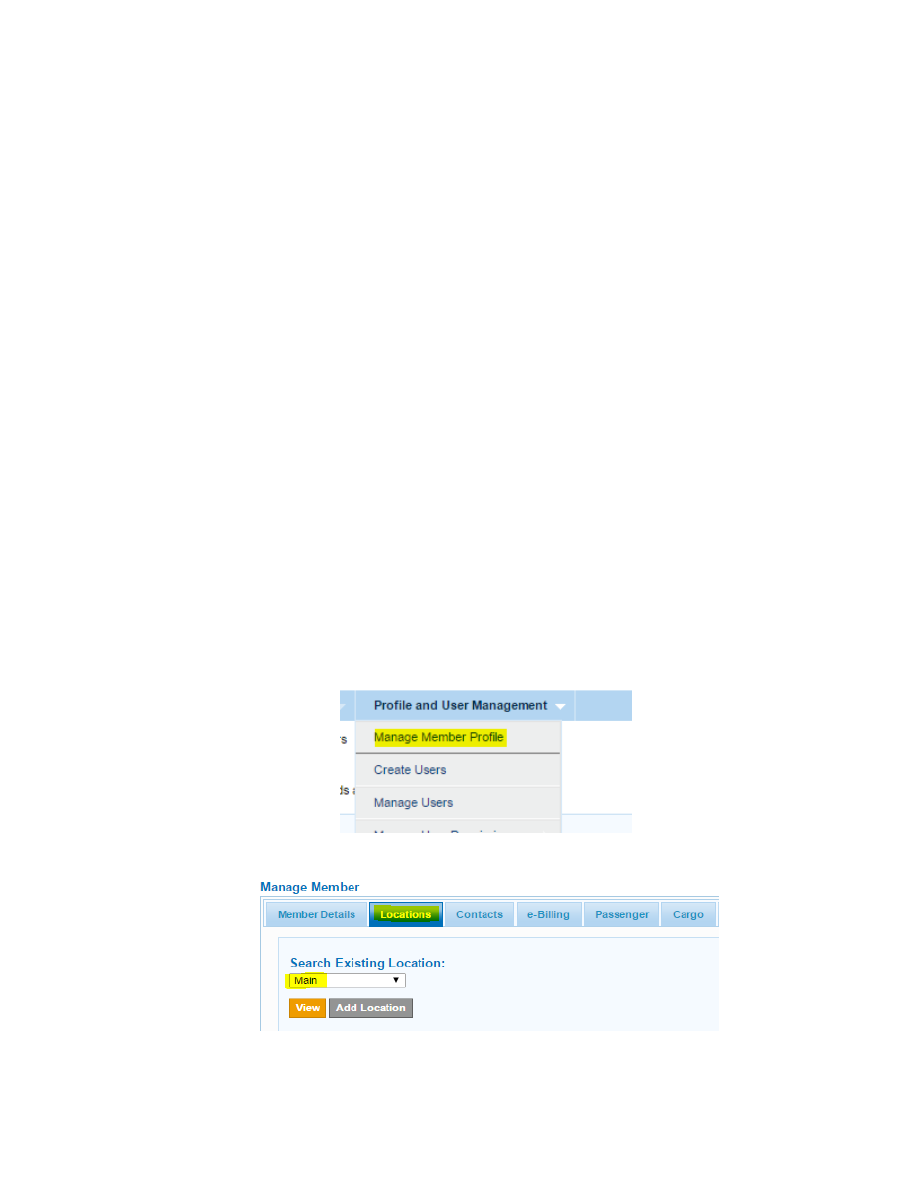 Profile and User Management
rs
Manage Member Profile
Create Users
ds a
Manage Users
Manage Member
Member Details Locations Contacts e-Billing Passenger Cargo
Search Existing Location:
Main
View Add Location